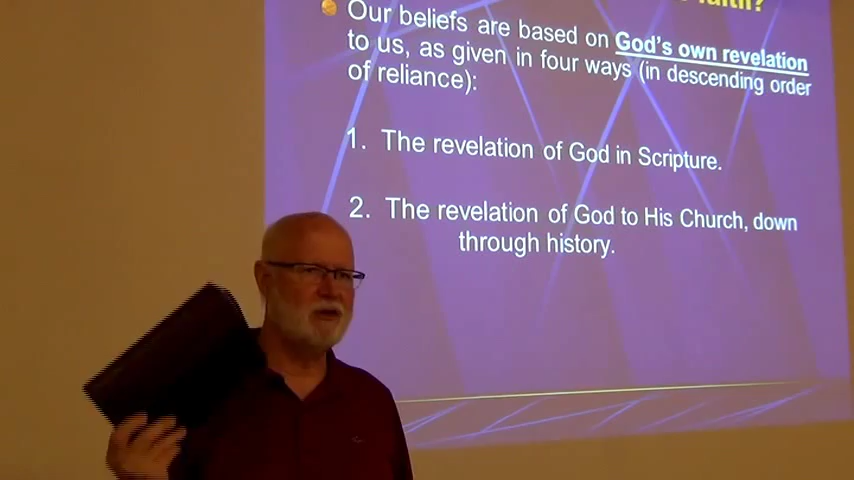 faith?
Our beliefs are based on God's own revelation
to us, as given in four ways (in descending order
of reliance):
1. The revelation of God in Scripture.
2. The revelation of God to His Church, down
through history.